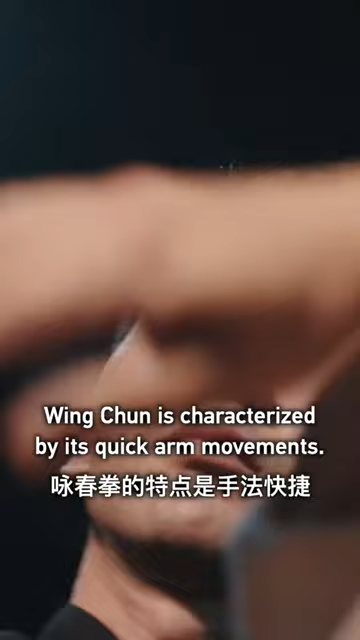 Wing Chun is characterized
by its quick arm movements.
咏春拳的特点是手法快捷